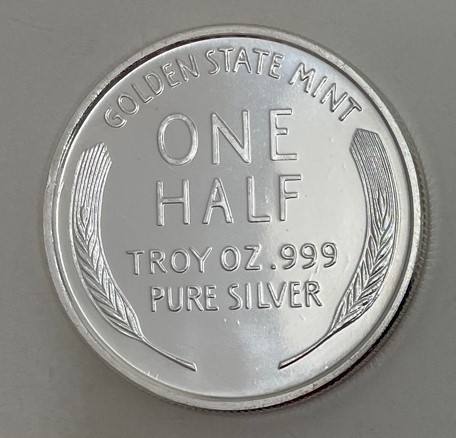 GOLDEN STATE MINT
ONE
HALF
TROY OZ .999
PURE SILVER